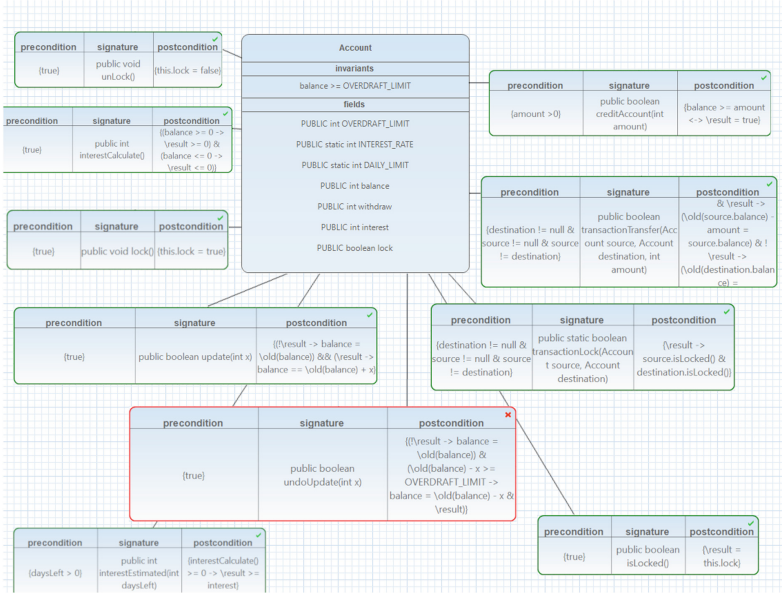 precondition signature postcondition
{true}
public void
unLock()
{this.lock = false}
Account
invariants
balance >= OVERDRAFT_LIMIT
fields
PUBLIC int OVERDRAFT_LIMIT
PUBLIC static int INTEREST_RATE
PUBLIC static int DAILY_LIMIT
PUBLIC int balance
PUBLIC int withdraw
PUBLIC int interest
PUBLIC boolean lock
precondition signature postcondition
{amount >0}
public boolean
creditAccount(int
amount)
{balance >= amount
<-> \result = true}
precondition signature postcondition
{true}
public int
interestCalculate()
{(balance >= 0 ->
\result >= 0) &
(balance <= 0 ->
\result <= 0)}
precondition signature postcondition
{destination != null &
source != null & source
!= destination}
public boolean
transactionTransfer(Acc
ount source, Account
destination, int
amount)
& \result ->
(\old(source.balance) -
amount =
source.balance) & !
\result ->
(\old(destination.balan
ce) =
precondition signature postcondition
{true}
public void lock()
{this.lock = true}
precondition signature postcondition
{true}
public boolean update(int x)
{(!\result -> balance =
\old(balance)) && (\result ->
balance == \old(balance) + x}
precondition signature postcondition
{destination != null &
source != null & source
!= destination}
public static boolean
transactionLock(Accou
nt source, Account
destination)
{\result ->
source.isLocked() &
destination.isLocked()}
precondition signature postcondition
{true}
public boolean
undoUpdate(int x)
{(!\result -> balance =
\old(balance)) &
(\old(balance) - x >=
OVERDRAFT_LIMIT ->
balance = \old(balance) - x &
\result)}
precondition signature postcondition
{daysLeft > 0}
public int
interestEstimated(int
daysLeft)
{interestCalculate()
>= 0 -> \result >=
interest}
precondition signature postcondition
{true}
public boolean
isLocked()
{\result =
this.lock}